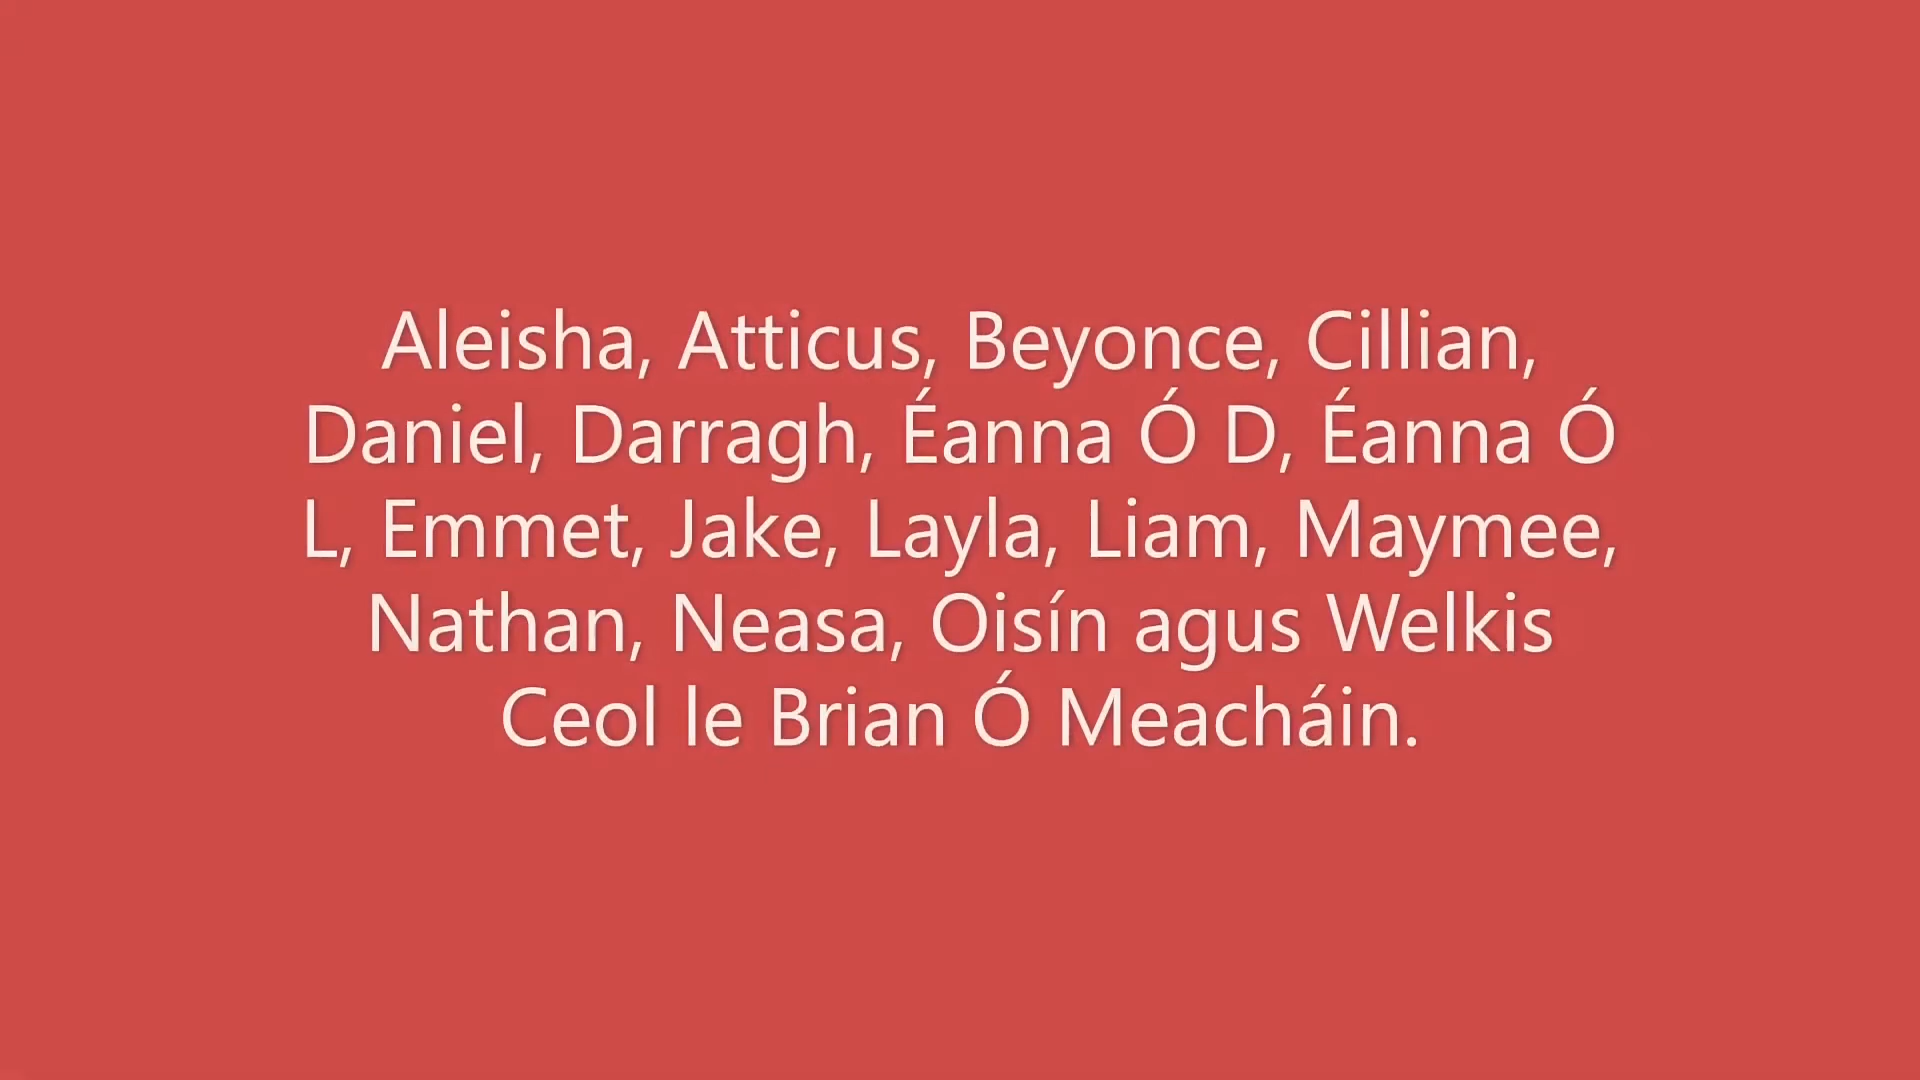 Aleisha, Atticus, Beyonce, Cillian,
Daniel, Darragh, Éanna Ó D, Éanna Ó
L, Emmet, Jake, Layla, Liam, Maymee,
Nathan, Neasa, Oisín agus Welkis
Ceol le Brian Ó Meacháin.